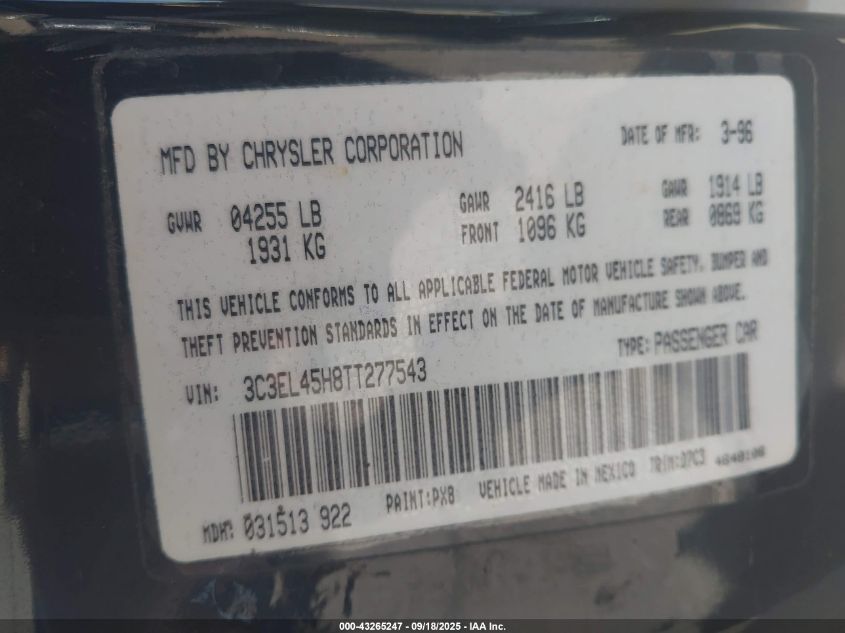 MFD BY CHRYSLER CORPORATION DATE OF MFR: 3-96
GVWR 04255 LB GAWR 2416 LB GAWR 1914 LB
1931 KG FRONT 1096 KG REAR 0869 KG
THIS VEHICLE CONFORMS TO ALL APPLICABLE FEDERAL MOTOR VEHICLE SAFETY, BUMPER AND
THEFT PREVENTION STANDARDS IN EFFECT ON THE DATE OF MANUFACTURE SHOWN ABOVE.
VIN: 3C3EL45H8TT277543 TYPE: PASSENGER CAR
MDH: 031513 922 PAINT:PX8 VEHICLE MADE IN MEXICO TRIM:D7C3 4648108
000-43265247 - 09/18/2025 - IAA Inc.